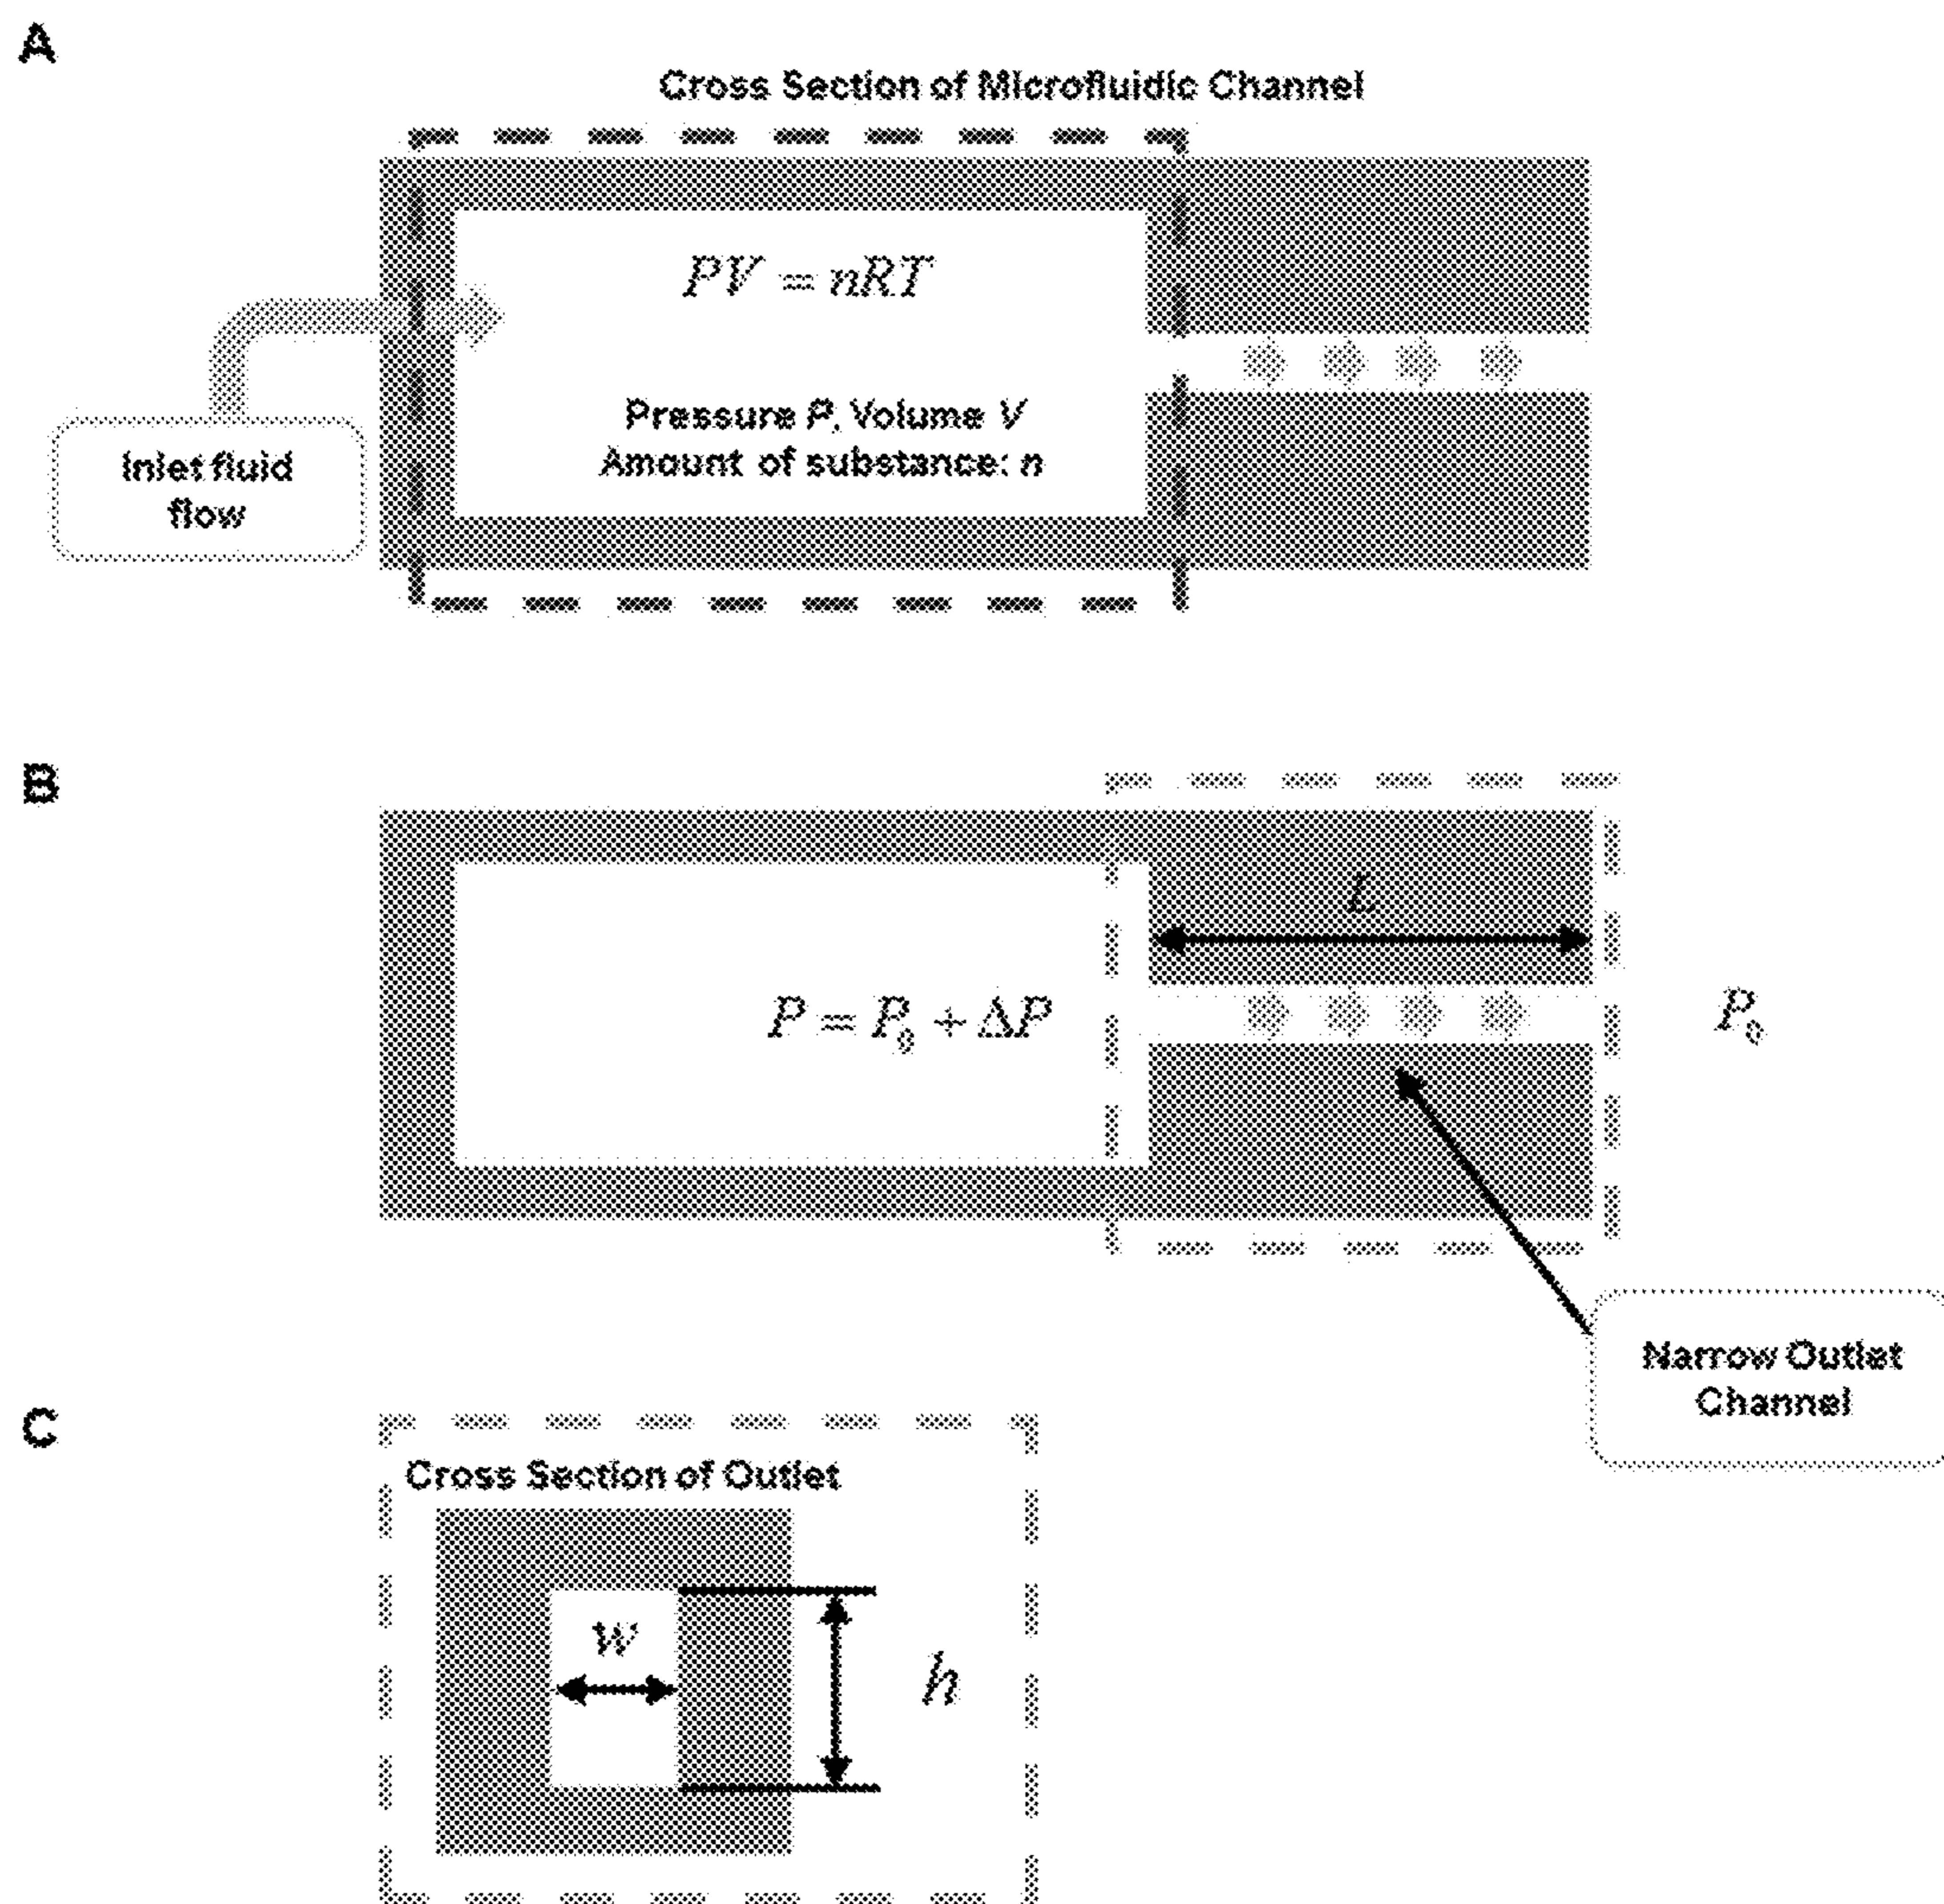 A
Cross Section of Microfluidic Channel
PV = nRT
Pressure P, Volume V
Amount of substance: n
Inlet fluid
flow
B
L
P = P₀ + ΔP
P₀
Narrow Outlet
Channel
C
Cross Section of Outlet
w
h